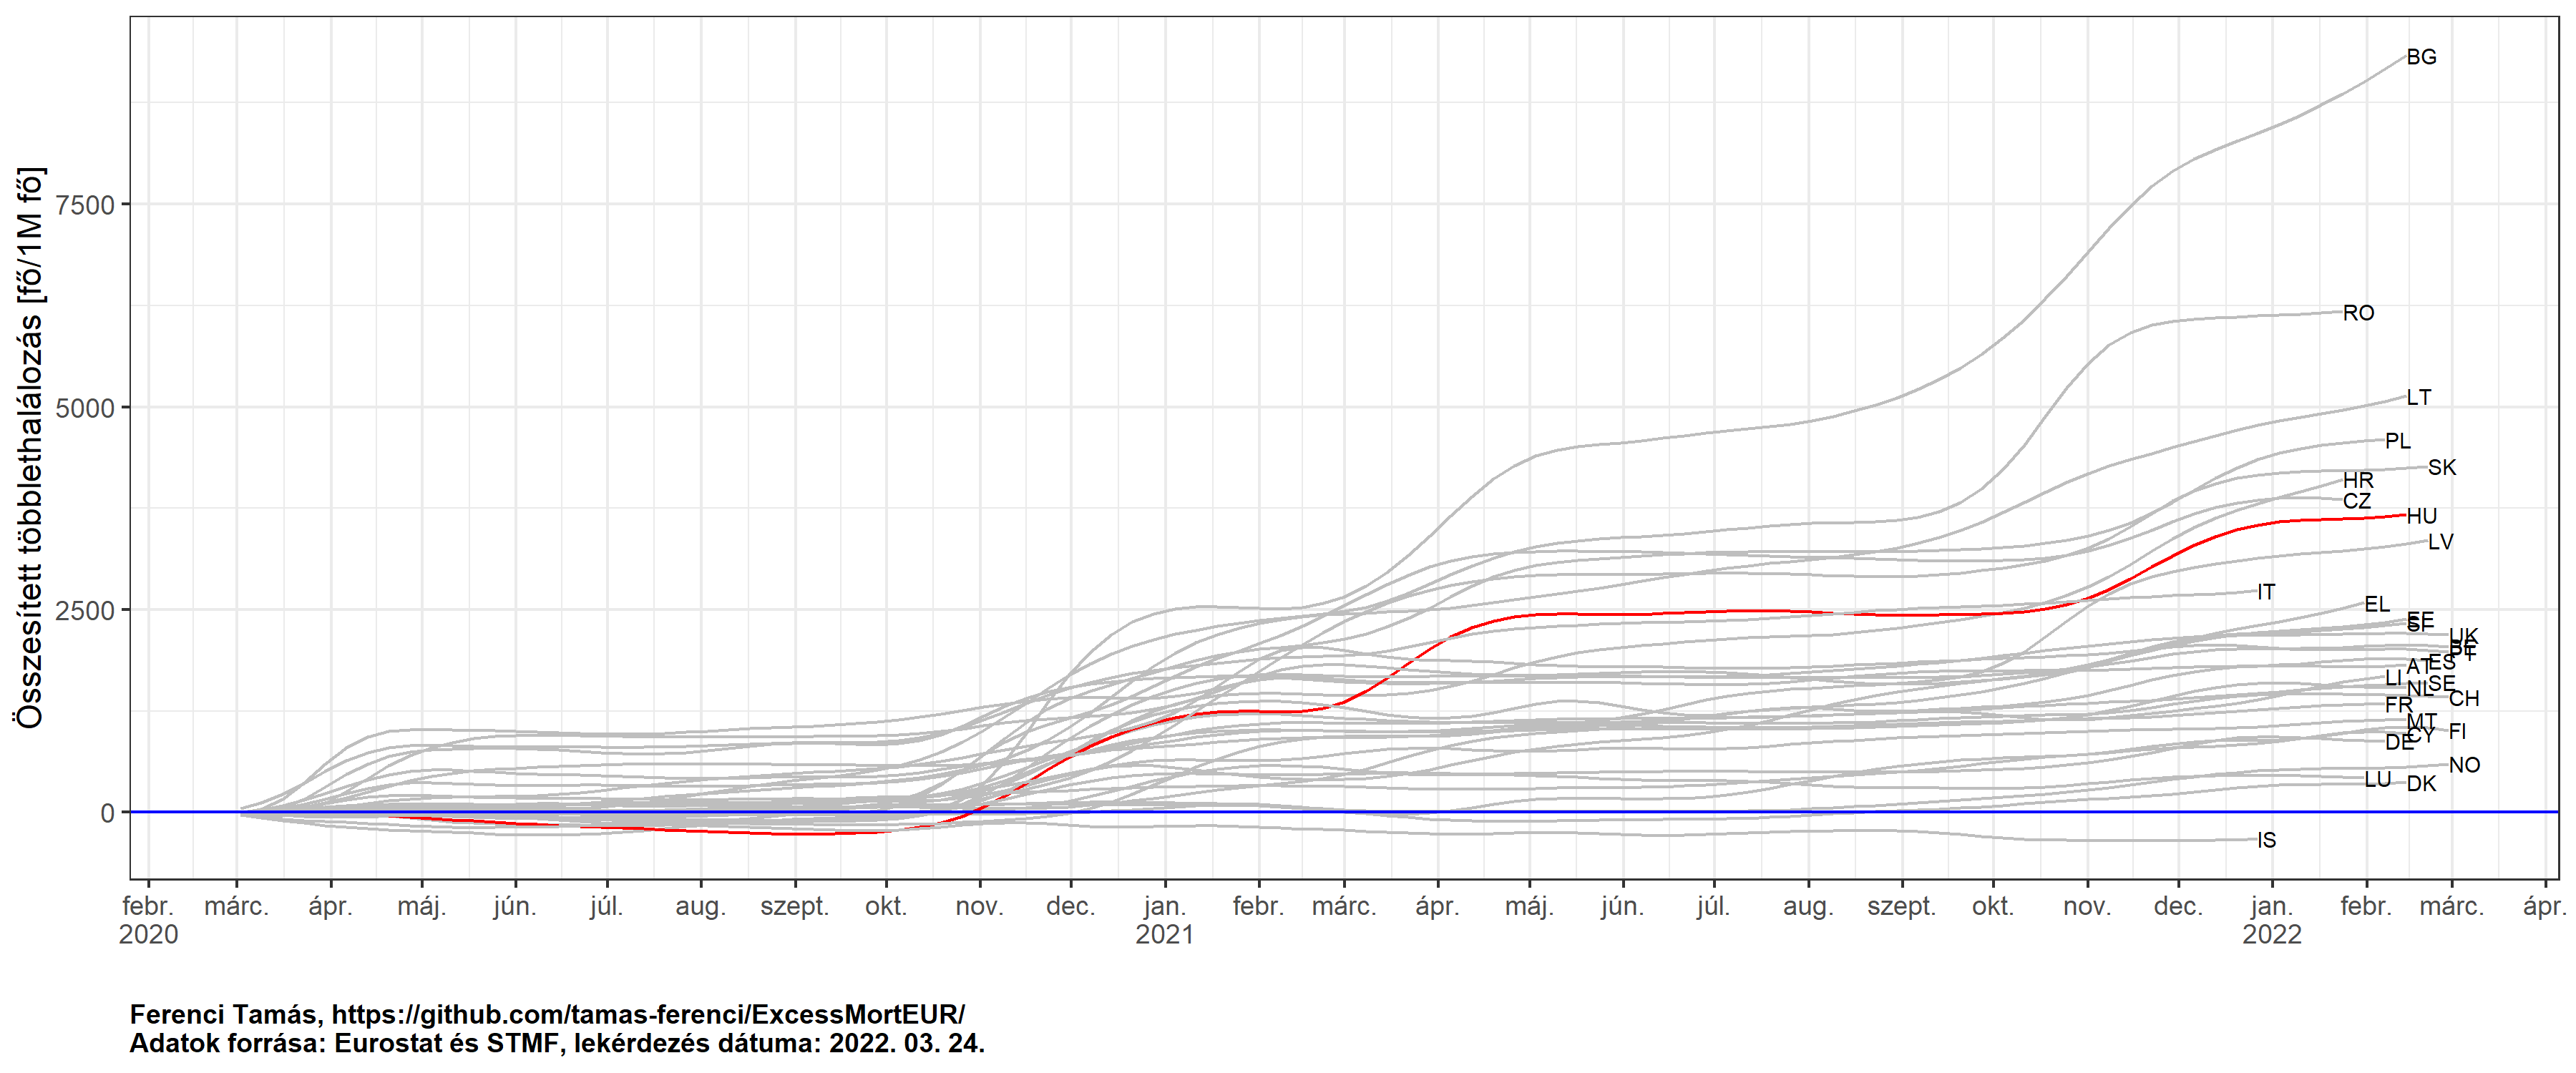 Összesített többlethalálozás [fő/1M fő]
7500
5000
2500
0
BG
RO
LT
PL
SK
HR
CZ
HU
LV
IT
EL
UK
ES
AT
LI
SE
NL
CH
FR
MT
FI
CY
DE
NO
LU
DK
IS
febr. márc. ápr. máj. jún. júl. aug. szept. okt. nov. dec. jan. febr. márc. ápr. máj. jún. júl. aug. szept. okt. nov. dec. jan. febr. márc. ápr.
2020 2021 2022
Ferenci Tamás, https://github.com/tamas-ferenci/ExcessMortEUR/
Adatok forrása: Eurostat és STMF, lekérdezés dátuma: 2022. 03. 24.